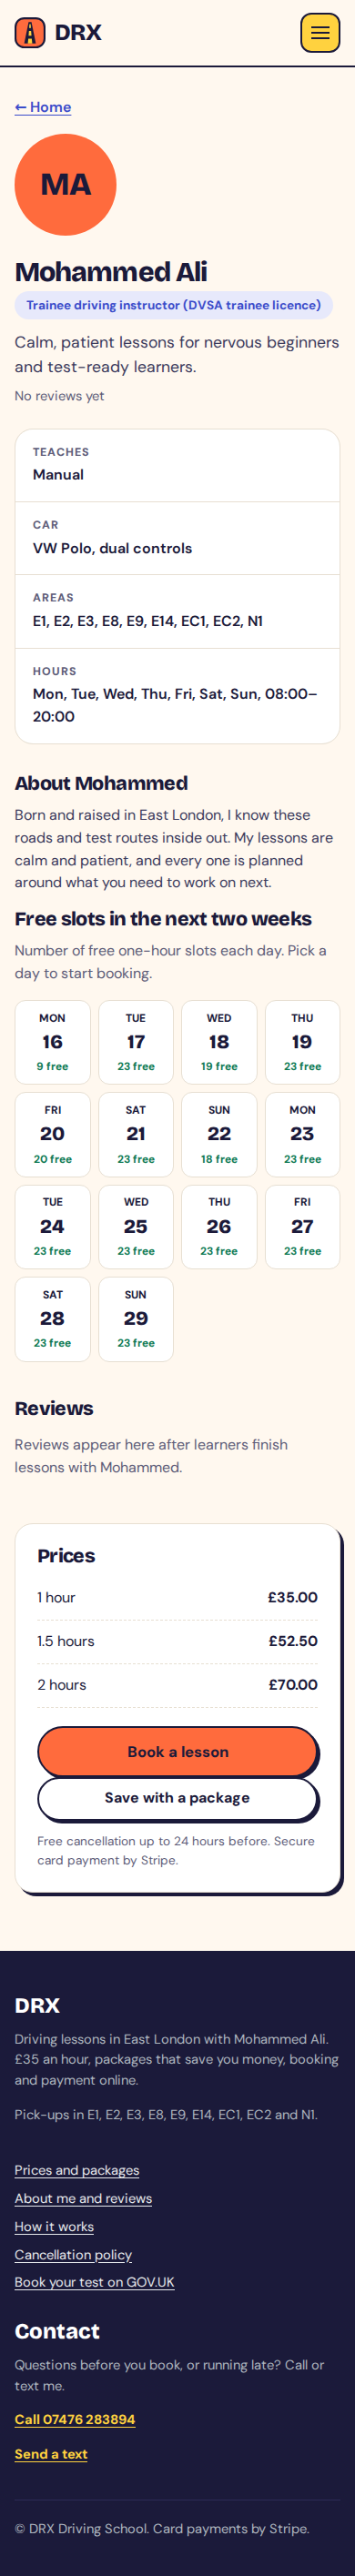 DRX
← Home
MA
Mohammed Ali
Trainee driving instructor (DVSA trainee licence)
Calm, patient lessons for nervous beginners
and test-ready learners.
No reviews yet
TEACHES
Manual
CAR
VW Polo, dual controls
AREAS
E1, E2, E3, E8, E9, E14, EC1, EC2, N1
HOURS
Mon, Tue, Wed, Thu, Fri, Sat, Sun, 08:00–
20:00
About Mohammed
Born and raised in East London, I know these
roads and test routes inside out. My lessons are
calm and patient, and every one is planned
around what you need to work on next.
Free slots in the next two weeks
Number of free one-hour slots each day. Pick a
day to start booking.
MON TUE WED THU
16 17 18 19
9 free 23 free 19 free 23 free
FRI SAT SUN MON
20 21 22 23
20 free 23 free 18 free 23 free
TUE WED THU FRI
24 25 26 27
23 free 23 free 23 free 23 free
SAT SUN
28 29
23 free 23 free
Reviews
Reviews appear here after learners finish
lessons with Mohammed.
Prices
1 hour £35.00
1.5 hours £52.50
2 hours £70.00
Book a lesson
Save with a package
Free cancellation up to 24 hours before. Secure
card payment by Stripe.
DRX
Driving lessons in East London with Mohammed Ali.
£35 an hour, packages that save you money, booking
and payment online.
Pick-ups in E1, E2, E3, E8, E9, E14, EC1, EC2 and N1.
Prices and packages
About me and reviews
How it works
Cancellation policy
Book your test on GOV.UK
Contact
Questions before you book, or running late? Call or
text me.
Call 07476 283894
Send a text
© DRX Driving School. Card payments by Stripe.